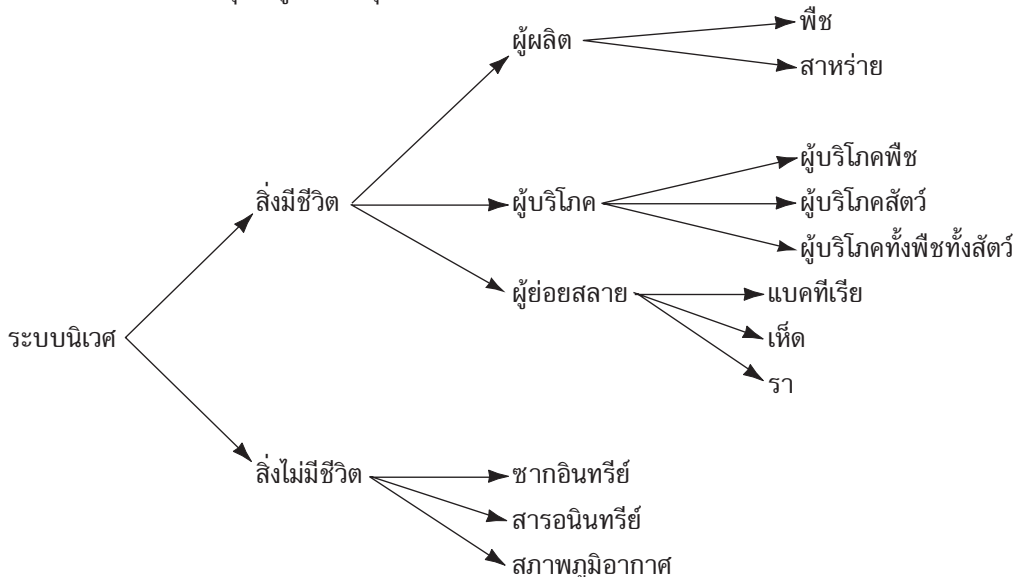 ผู้ผลิต
พืช
สาหร่าย
สิ่งมีชีวิต
ผู้บริโภค
ผู้บริโภคพืช
ผู้บริโภคสัตว์
ผู้บริโภคทั้งพืชทั้งสัตว์
ผู้ย่อยสลาย
แบคทีเรีย
เห็ด
รา
ระบบนิเวศ
สิ่งไม่มีชีวิต
ซากอินทรีย์
สารอนินทรีย์
สภาพภูมิอากาศ